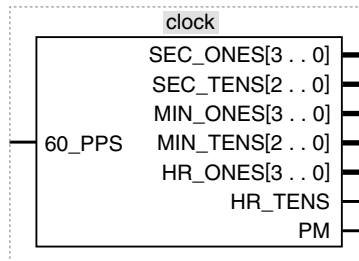 clock
SEC_ONES[3 . . 0]
SEC_TENS[2 . . 0]
MIN_ONES[3 . . 0]
60_PPS MIN_TENS[2 . . 0]
HR_ONES[3 . . 0]
HR_TENS
PM